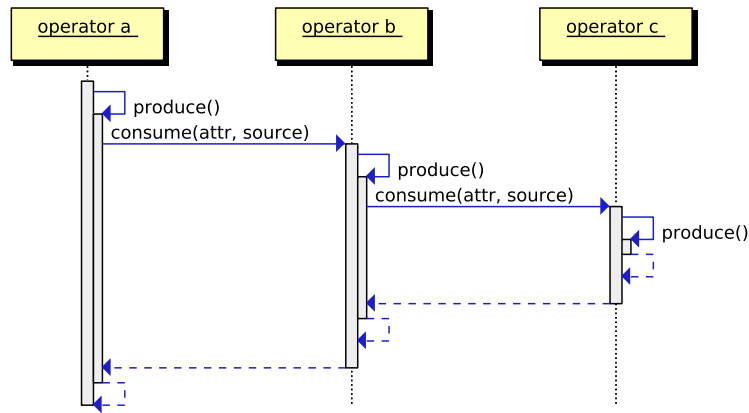 operator a
operator b
operator c
produce()
consume(attr, source)
produce()
consume(attr, source)
produce()